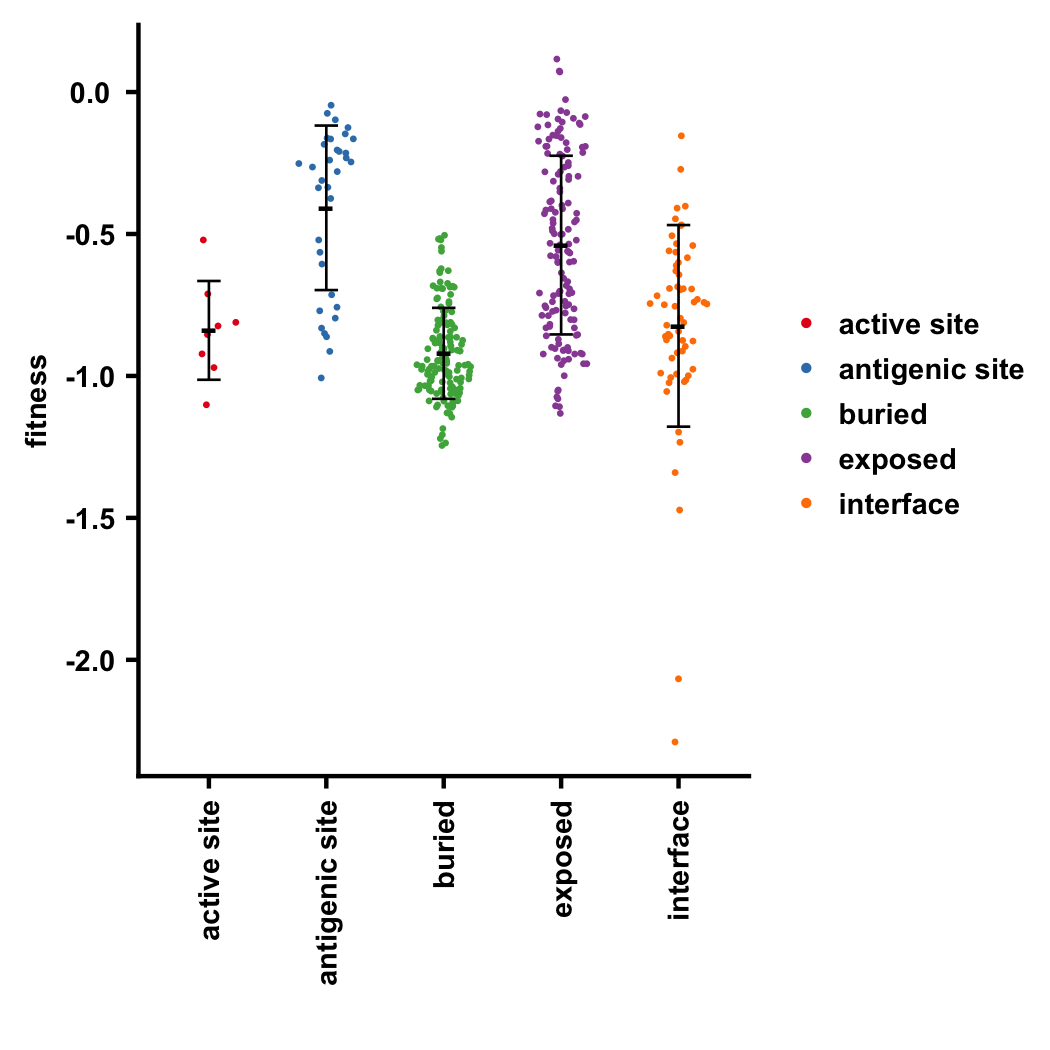 0.0
-0.5
-1.0
-1.5
-2.0
fitness
active site
antigenic site
buried
exposed
interface
active site
antigenic site
buried
exposed
interface